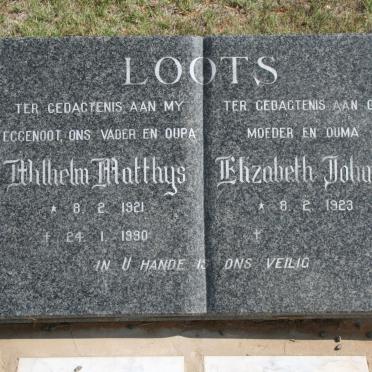 LOOTS
TER GEDAGTENIS AAN MY
EGGENOOT, ONS VADER EN OUPA
Wilhelm Matthys
* 8. 2. 1921
† 24. 1. 1990
TER GEDAGTENIS AAN
MOEDER EN OUMA
Elizabeth
* 8. 2. 1923
†
IN U HANDE IS ONS VEILIG